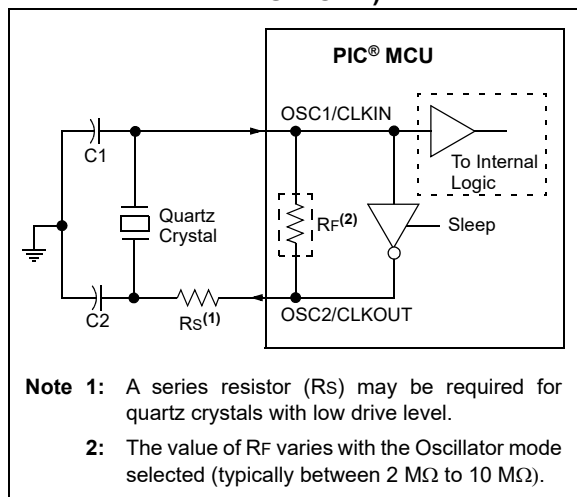 PIC® MCU
OSC1/CLKIN
C1
To Internal
Logic
Quartz
Crystal
RF(2)
Sleep
C2
RS(1)
OSC2/CLKOUT
Note 1: A series resistor (RS) may be required for
quartz crystals with low drive level.
2: The value of RF varies with the Oscillator mode
selected (typically between 2 MΩ to 10 MΩ).